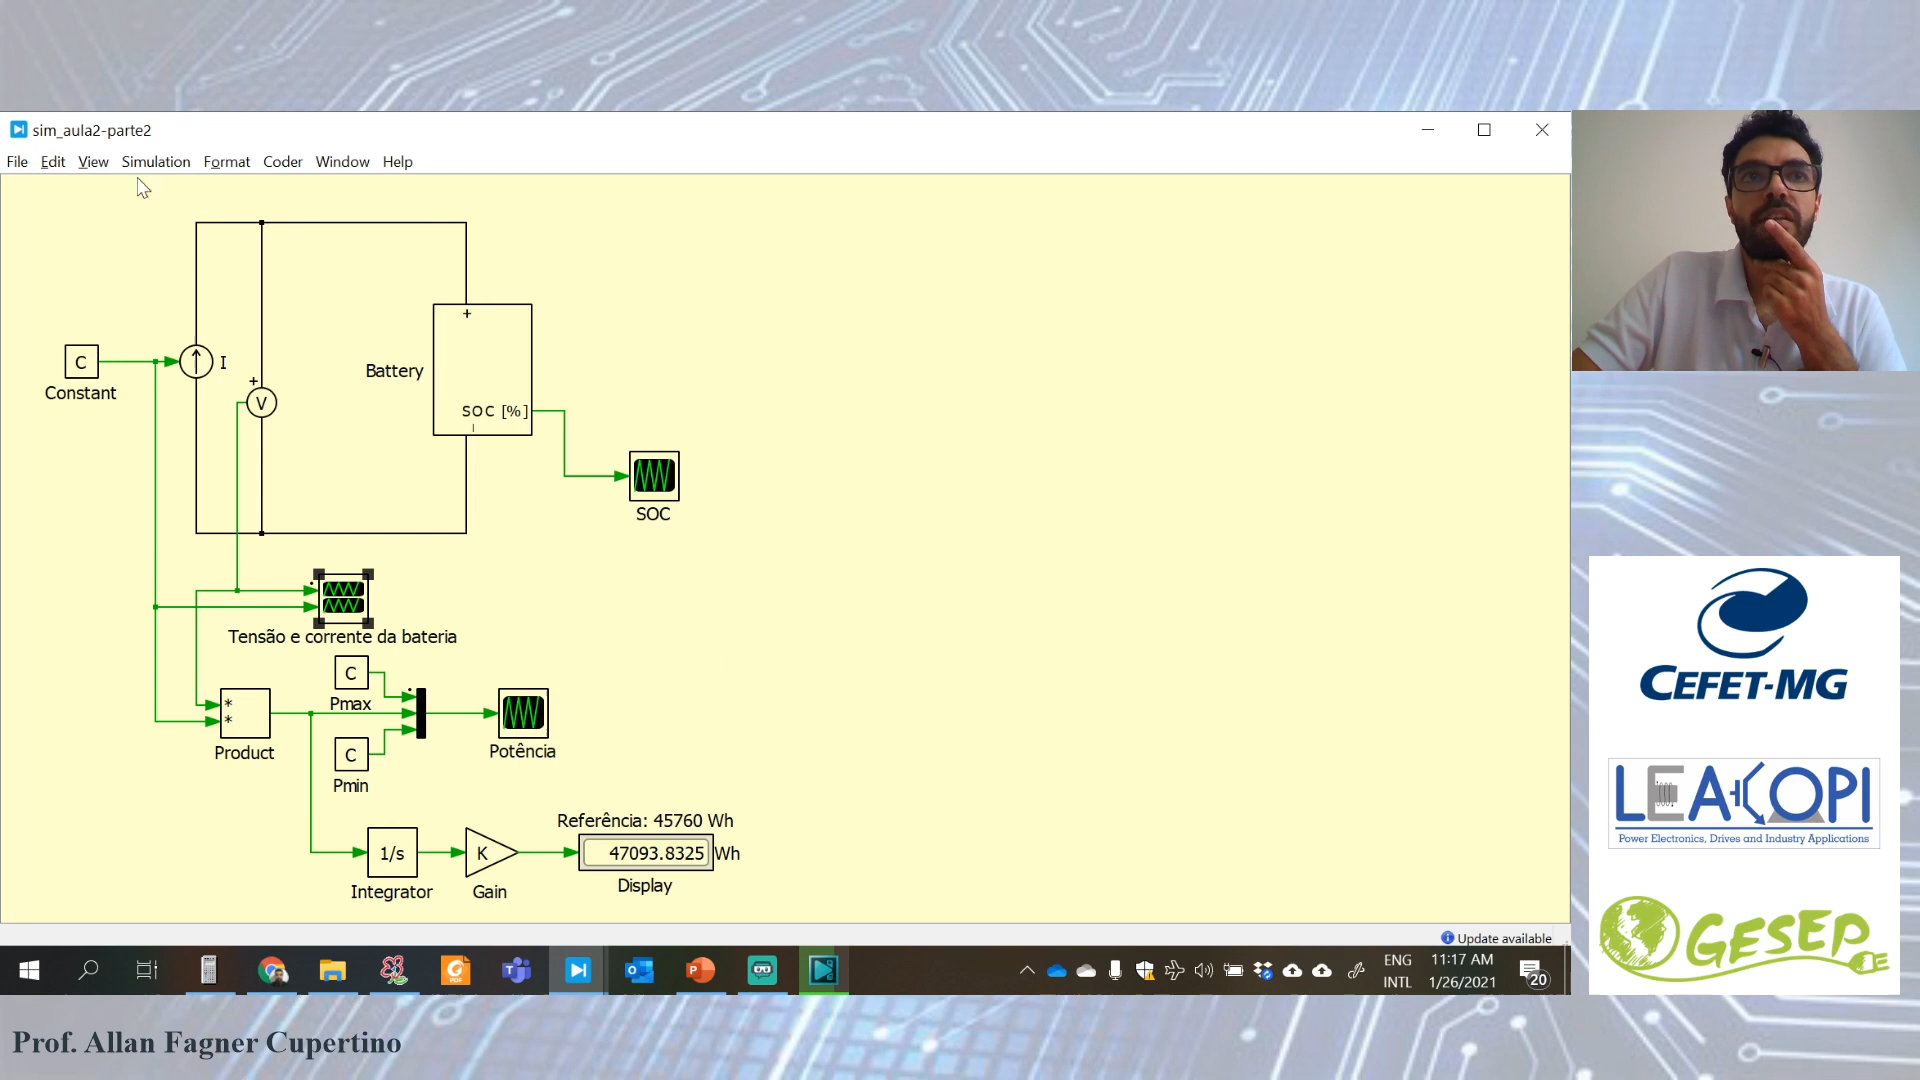 sim_aula2-parte2
File Edit View Simulation Format Coder Window Help
+
C
I
Constant
+
V
Battery
SOC [%]
SOC
Tensão e corrente da bateria
C
Pmax
*
*
Product
C
Pmin
Potência
Referência: 45760 Wh
1/s
K
47093.8325 Wh
Integrator
Gain
Display
Update available
ENG
INTL
11:17 AM
1/26/2021
20
CEFET-MG
LEACOPI
Power Electronics, Drives and Industry Applications
GESEP
Prof. Allan Fagner Cupertino